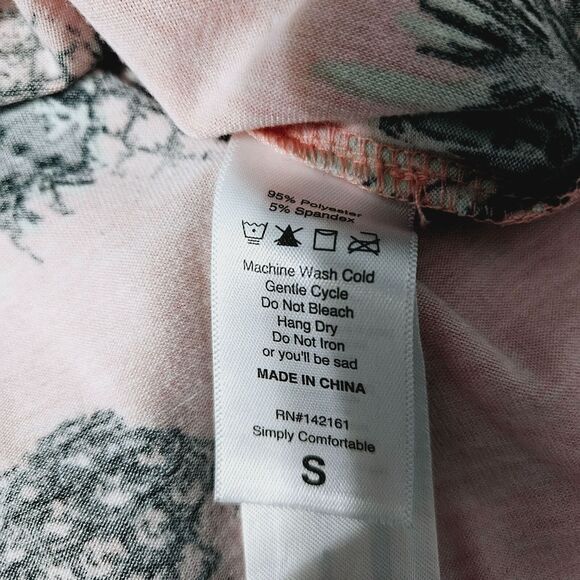 95% Polyester
5% Spandex
Machine Wash Cold
Gentle Cycle
Do Not Bleach
Hang Dry
Do Not Iron
or you'll be sad
MADE IN CHINA
RN#142161
Simply Comfortable
S